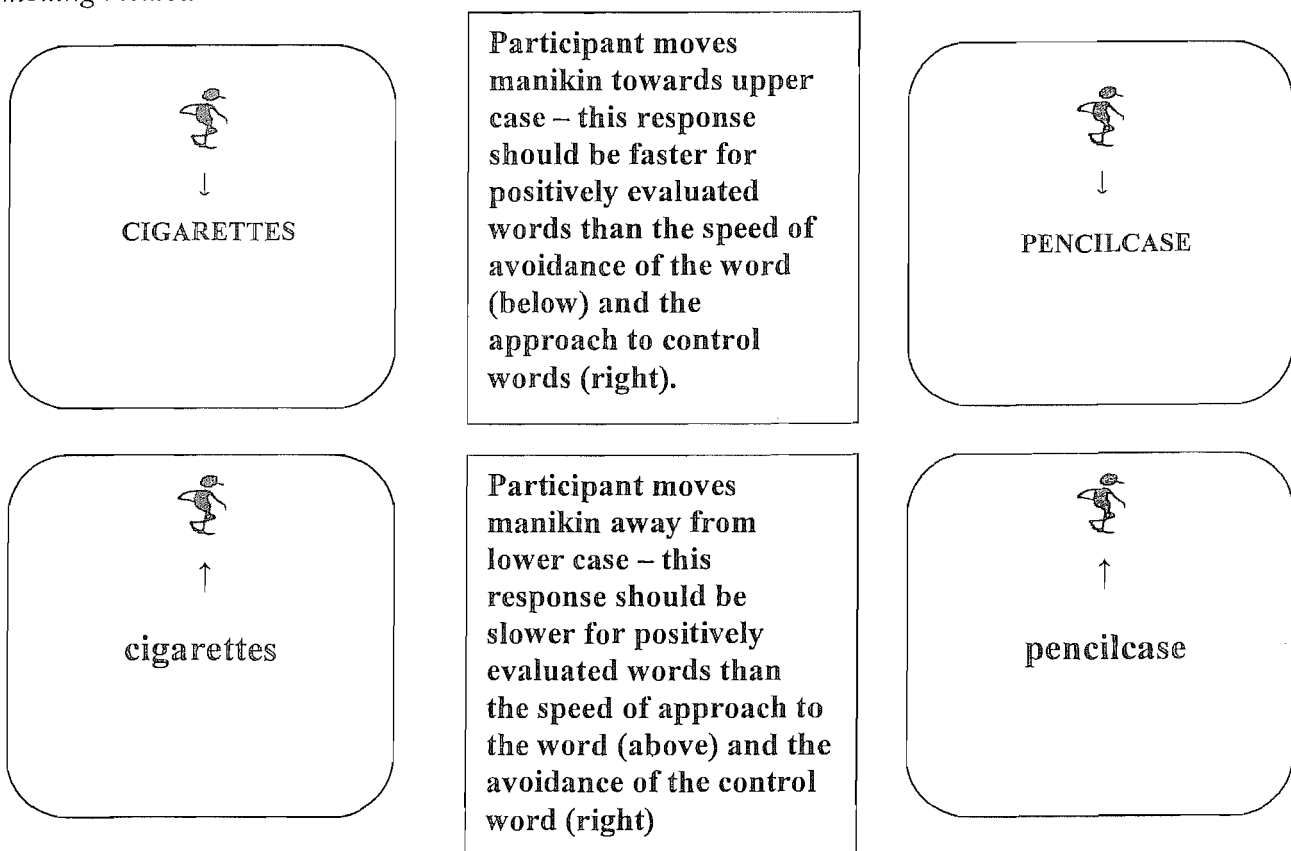 CIGARETTES
Participant moves
manikin towards upper
case – this response
should be faster for
positively evaluated
words than the speed of
avoidance of the word
(below) and the
approach to control
words (right).
PENCILCASE
cigarettes
Participant moves
manikin away from
lower case – this
response should be
slower for positively
evaluated words than
the speed of approach to
the word (above) and the
avoidance of the control
word (right)
pencilcase